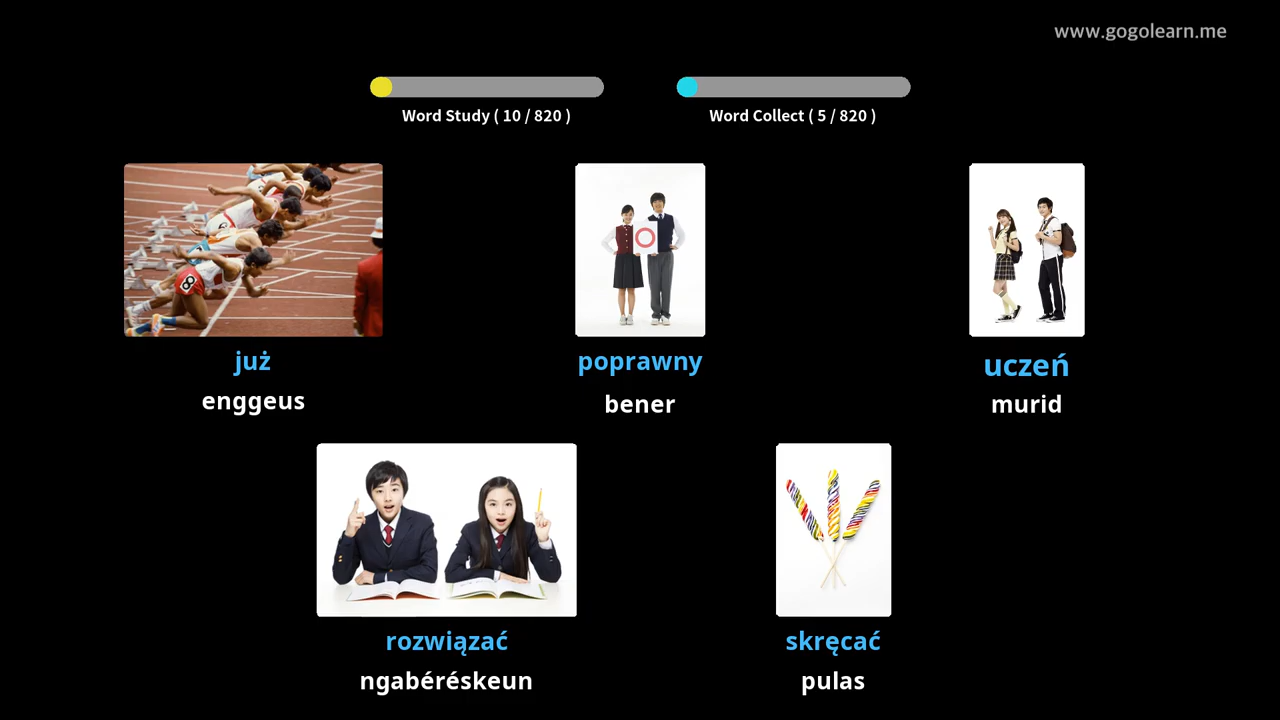 www.gogolearn.me
Word Study ( 10 / 820 )
Word Collect ( 5 / 820 )
już
enggeus
poprawny
bener
uczeń
murid
rozwiązać
ngabéréskeun
skręcać
pulas
8